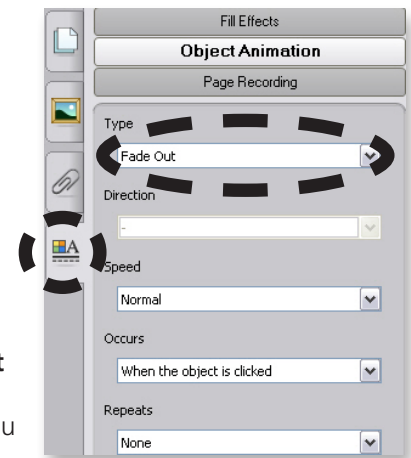 Fill Effects
Object Animation
Page Recording
Type
Fade Out
Direction
-
Speed
Normal
Occurs
When the object is clicked
Repeats
None
A
t
u